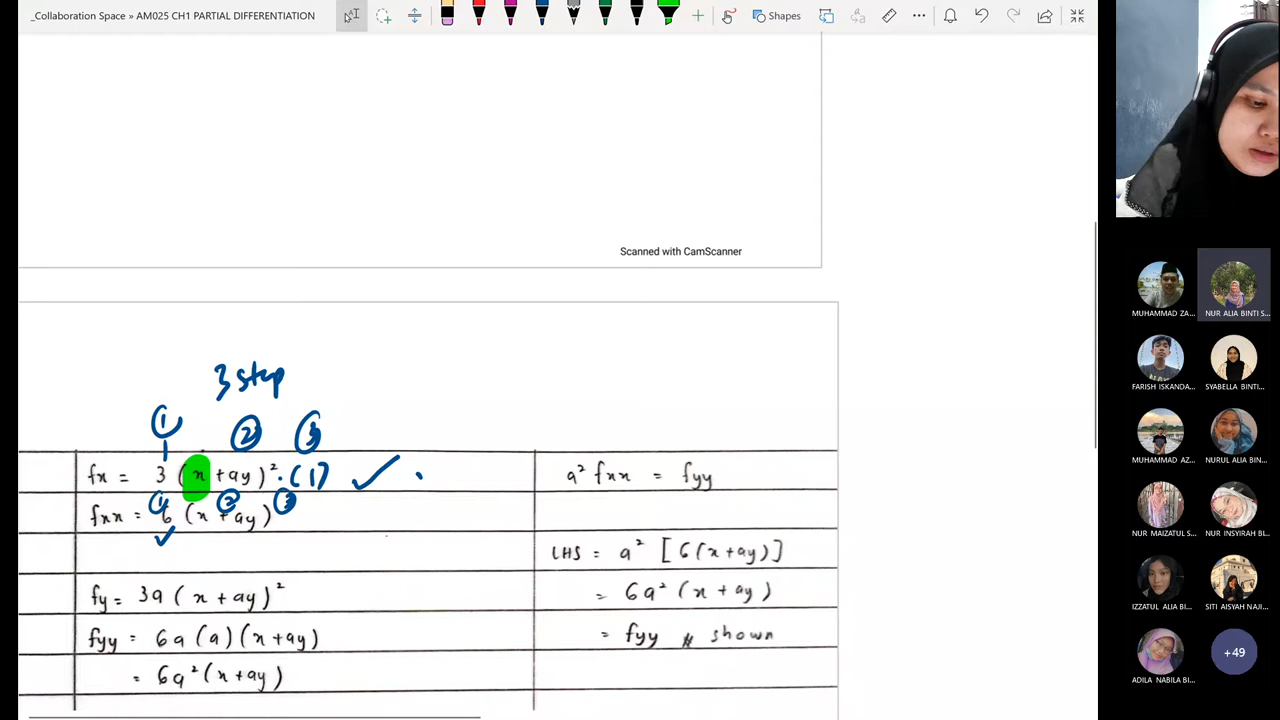 _Collaboration Space » AM025 CH1 PARTIAL DIFFERENTIATION
Shapes
Scanned with CamScanner
3 step
① ② ③
fx = 3 (x + ay)² · (1) ✓
① ② ③
fxx = 6 (x + ay)
✓
fy = 3a (x + ay)²
fyy = 6a (a) (x + ay)
= 6a² (x + ay)
a² fxx = fyy
LHS = a² [6(x + ay)]
= 6a² (x + ay)
= fyy # shown
MUHAMMAD ZA...
NUR ALIA BINTI S...
FARISH ISKANDA...
SYABELLA BINTI...
MUHAMMAD AZ...
NURUL ALIA BIN...
NUR MAIZATUL S...
NUR INSYIRAH BI...
IZZATUL ALIA BI...
SITI AISYAH NAJI...
ADILA NABILA BI...
+49